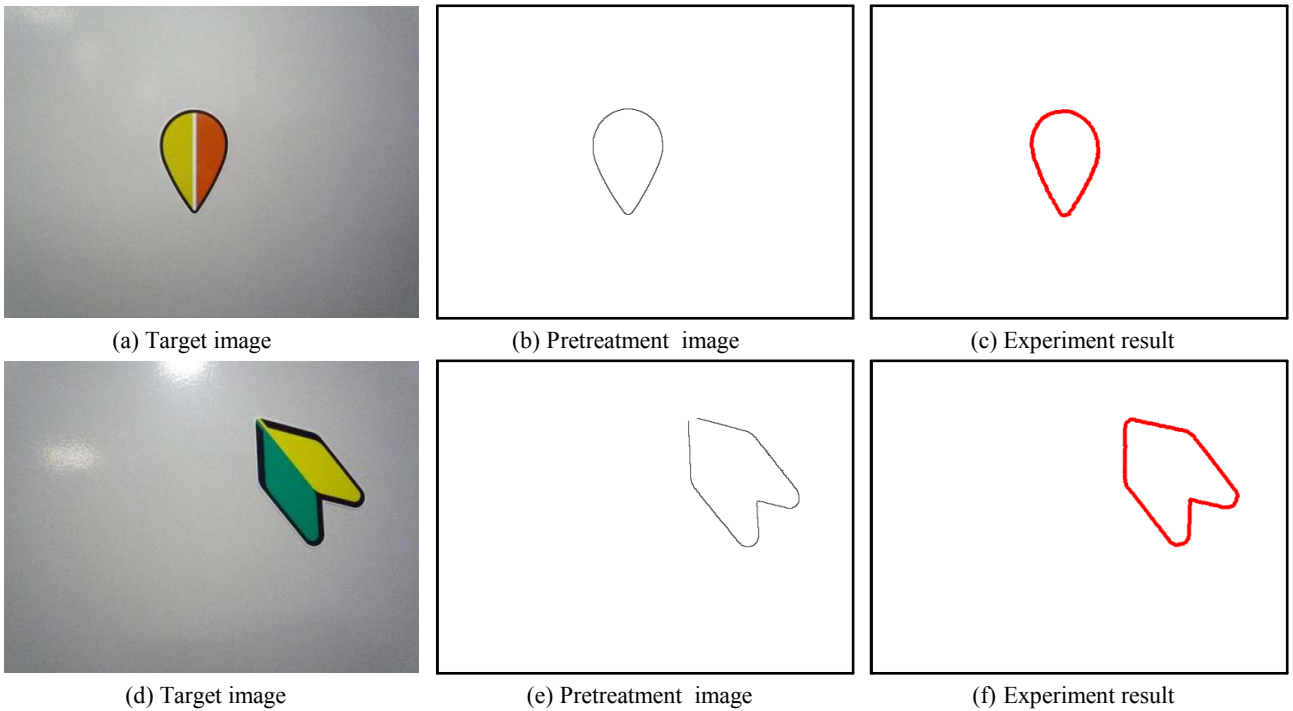 (a) Target image
(b) Pretreatment image
(c) Experiment result
(d) Target image
(e) Pretreatment image
(f) Experiment result